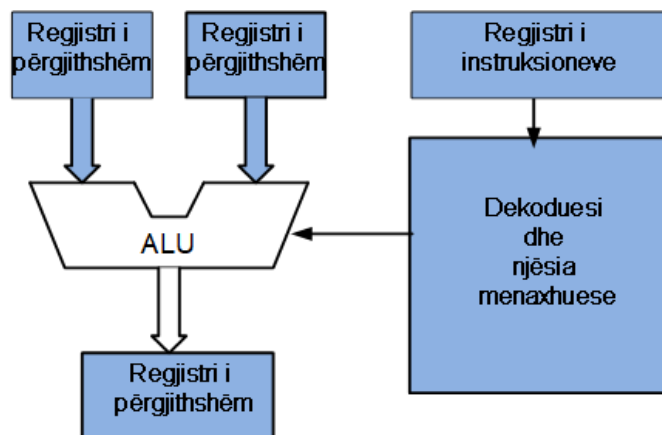 Regjistri i
përgjithshëm
Regjistri i
përgjithshëm
Regjistri i
instruksioneve
ALU
Dekoduesi
dhe
njësia
menaxhuese
Regjistri i
përgjithshëm